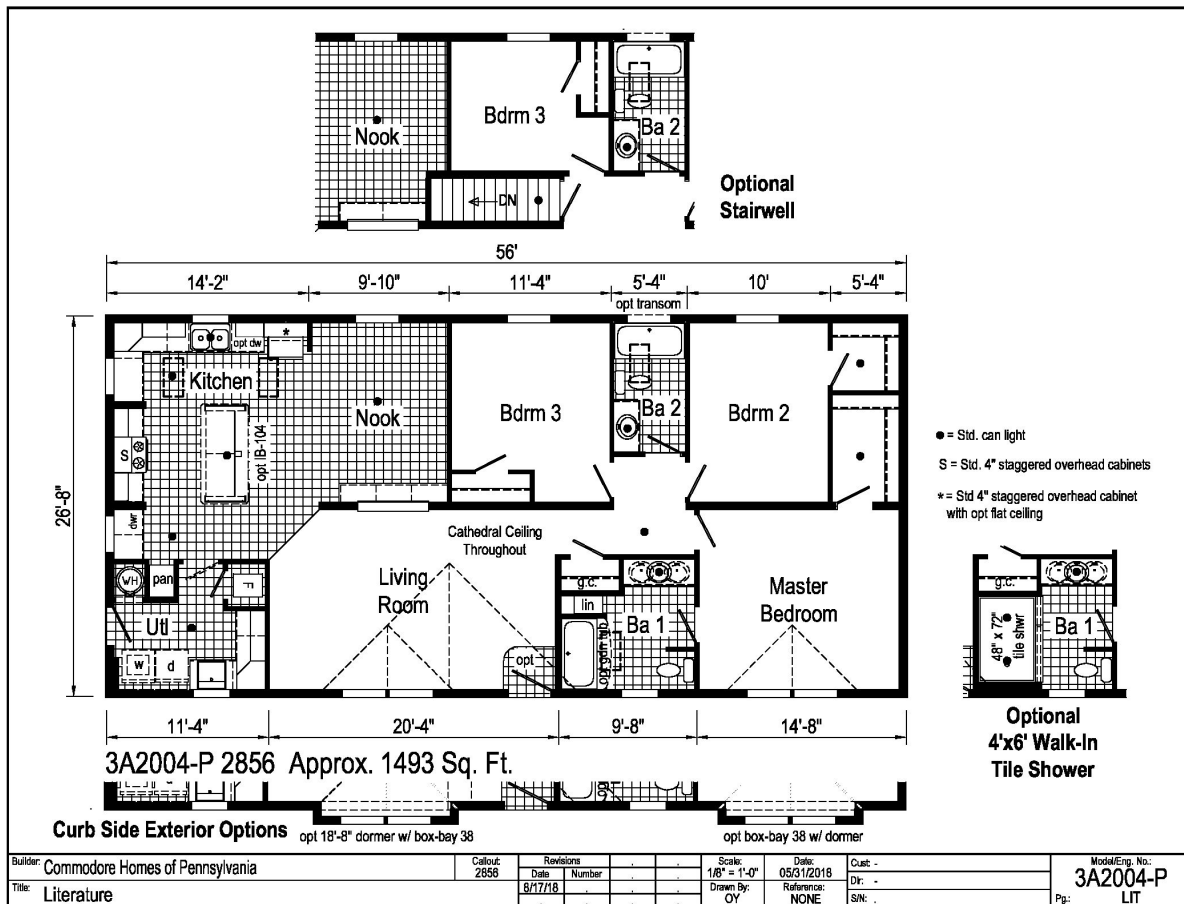 Nook
Bdrm 3
Ba 2
DN
Optional
Stairwell
56'
14'-2"
9'-10"
11'-4"
5'-4"
10'
5'-4"
opt transom
26'-8"
opt dw
*
Kitchen
Nook
Bdrm 3
Ba 2
Bdrm 2
S
opt IB-104
dwr
● = Std. can light
S = Std. 4" staggered overhead cabinets
* = Std 4" staggered overhead cabinet
with opt flat ceiling
Cathedral Ceiling
Throughout
WH
pan
F
Living
Room
g.c.
lin
Master
Bedroom
Utl
Ba 1
opt gdn tub
w
d
opt
g.c.
48" x 72"
tile shwr
Ba 1
11'-4"
20'-4"
9'-8"
14'-8"
Optional
4'x6' Walk-In
Tile Shower
3A2004-P 2856 Approx. 1493 Sq. Ft.
Curb Side Exterior Options
opt 18'-8" dormer w/ box-bay 38
opt box-bay 38 w/ dormer
Builder: Commodore Homes of Pennsylvania
Title: Literature
Callout:
2856
Revisions
Date Number
8/17/18
Scale:
1/8" = 1'-0"
Drawn By:
OY
Date:
05/31/2018
Reference:
NONE
Cust: -
Dlr: -
S/N: .
Model/Eng. No.:
3A2004-P
Pg.: LIT